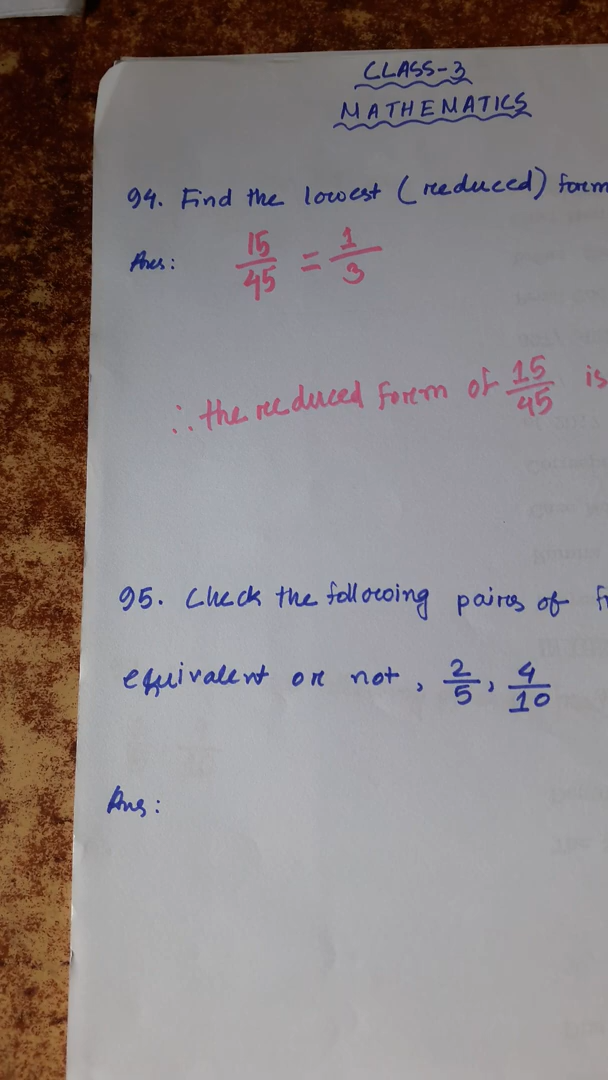 CLASS-3
MATHEMATICS
94. Find the lowest (reduced) form
Ans: 15/45 = 1/3
∴ the reduced form of 15/45 is
95. Check the following pairs of
equivalent or not, 2/5, 4/10
Ans: